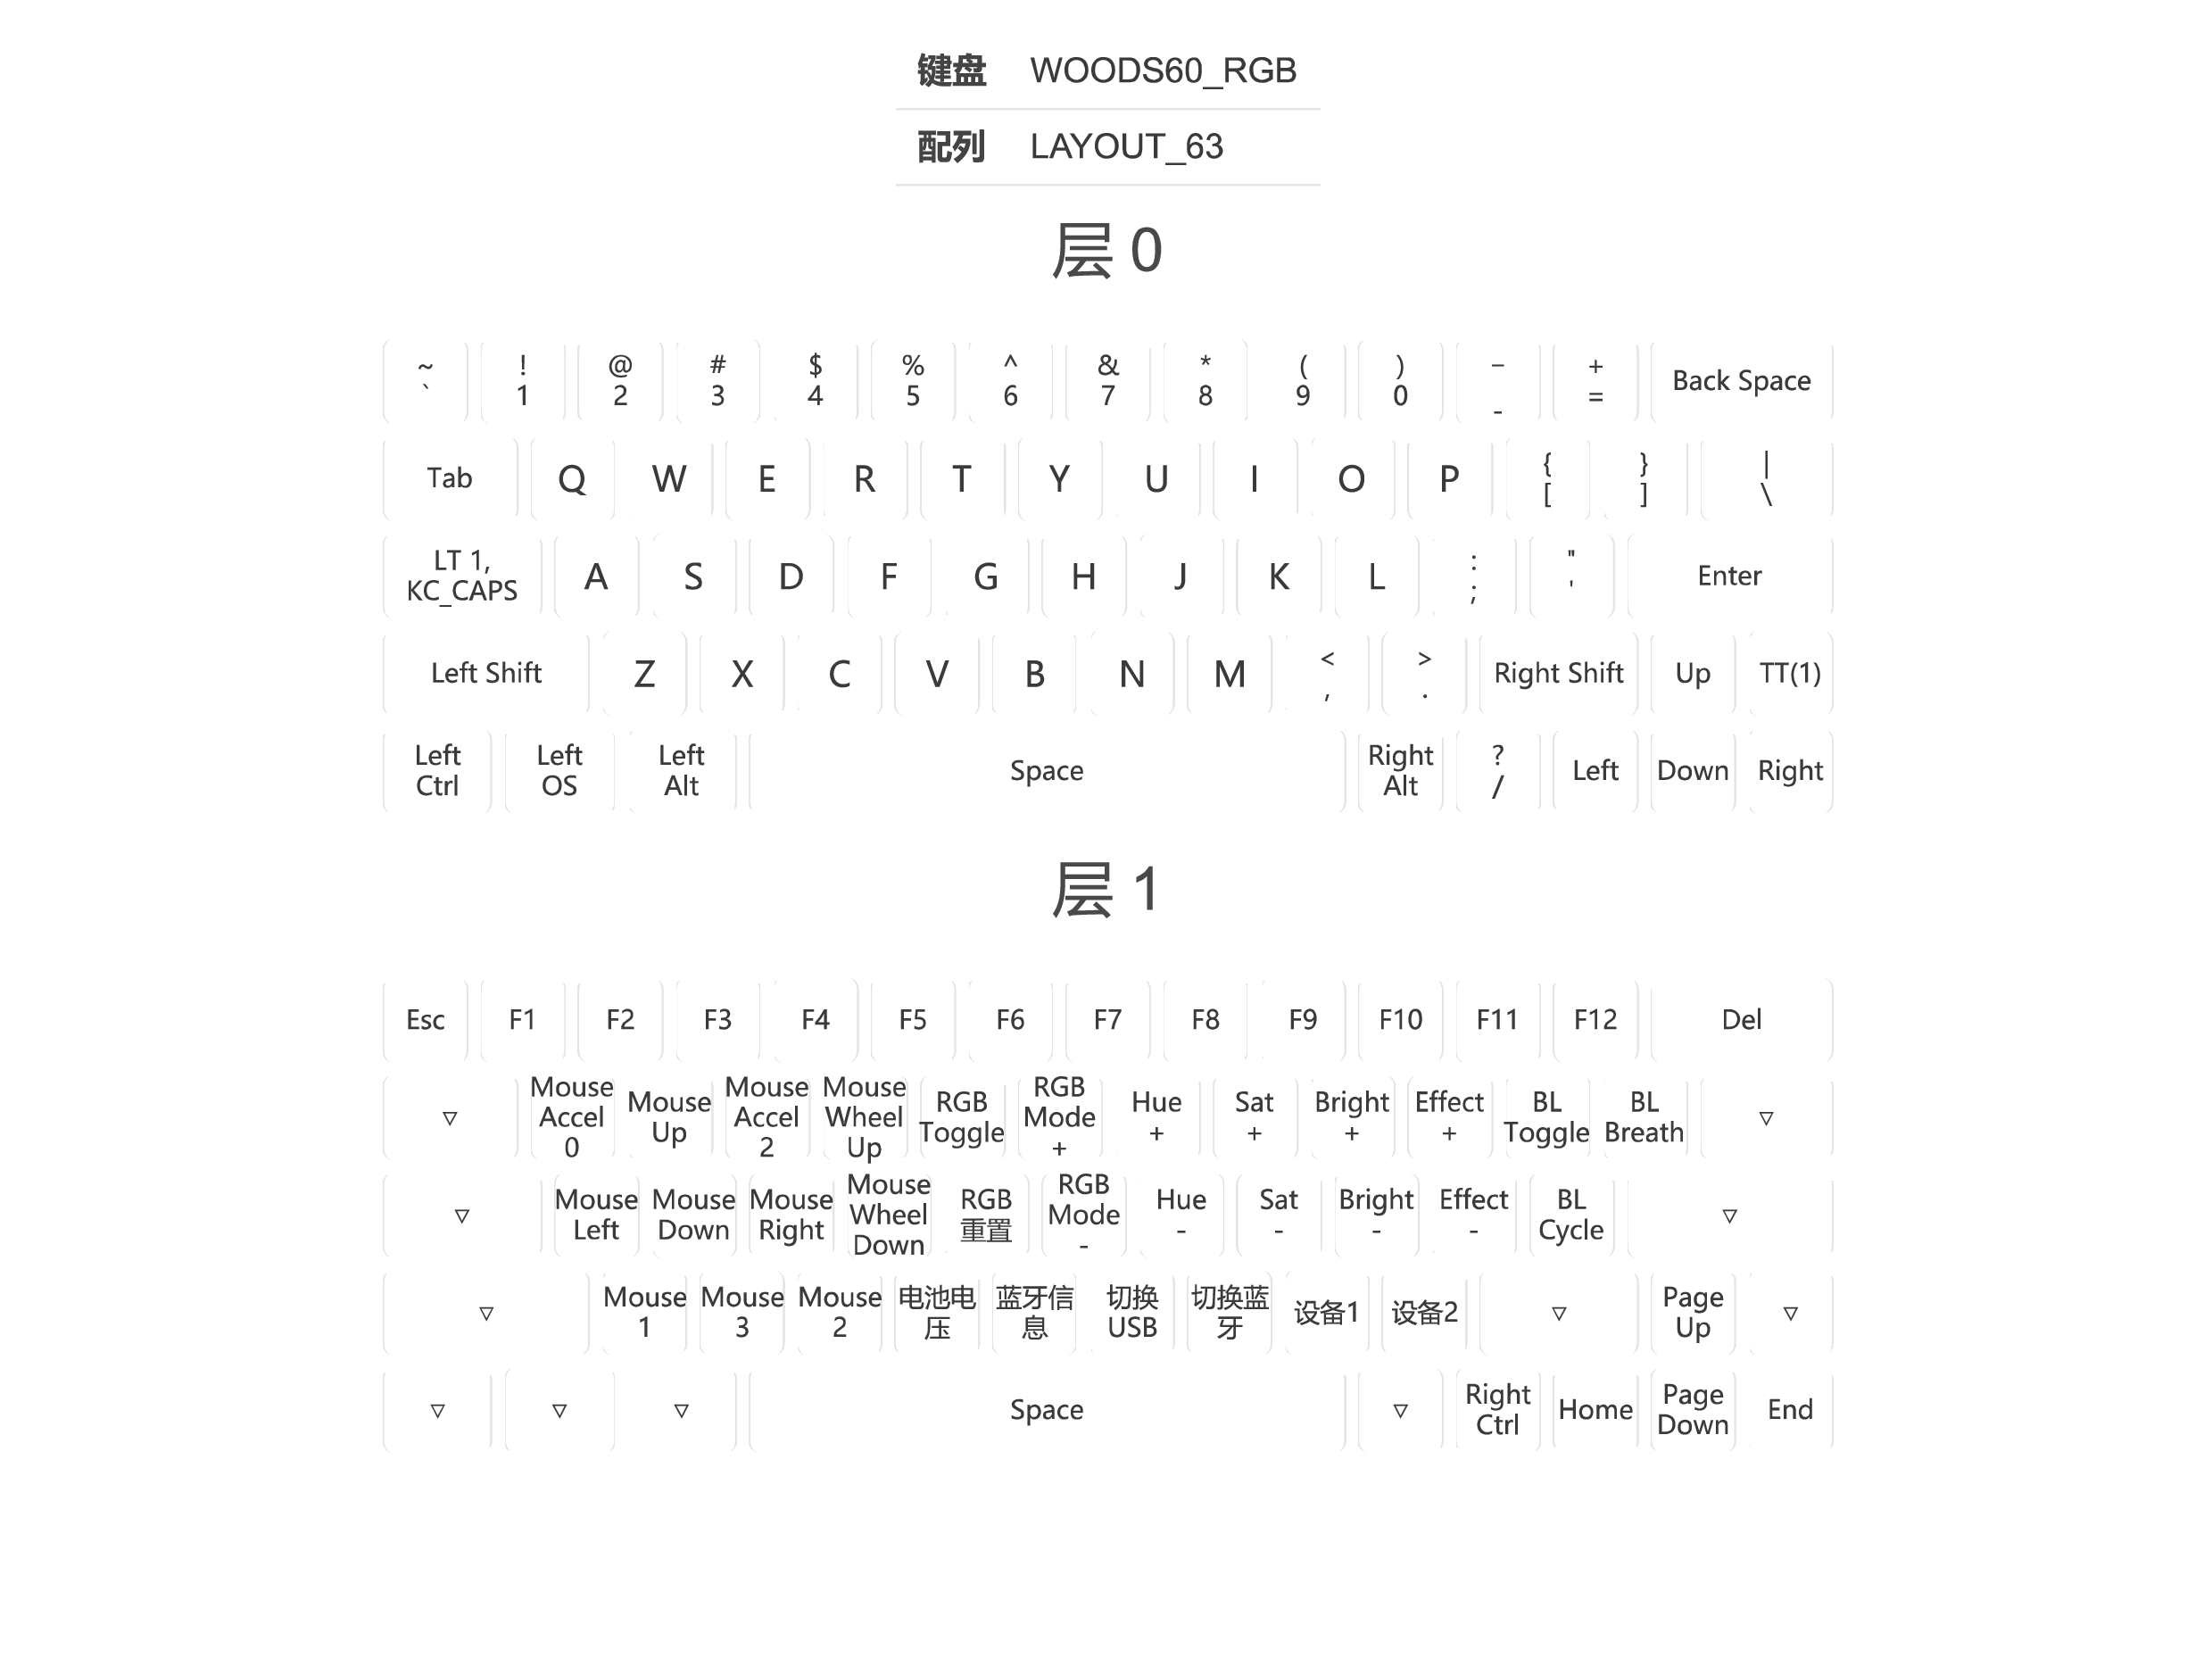 键盘 WOODS60_RGB
配列 LAYOUT_63
层 0
~ ! @ # $ % ^ & * ( ) _ +
` 1 2 3 4 5 6 7 8 9 0 - = Back Space
Tab Q W E R T Y U I O P { } |
[ ] \
LT 1,
KC_CAPS A S D F G H J K L : " Enter
; '
Left Shift Z X C V B N M < > Right Shift Up TT(1)
, .
Left Left Left Space Right ? Left Down Right
Ctrl OS Alt Alt /
层 1
Esc F1 F2 F3 F4 F5 F6 F7 F8 F9 F10 F11 F12 Del
▽ Mouse Accel 0 Mouse Up Mouse Accel 2 Mouse Wheel Up RGB Toggle RGB Mode + Hue + Sat + Bright + Effect + BL Toggle BL Breath ▽
▽ Mouse Left Mouse Down Mouse Right Mouse Wheel Down RGB 重置 RGB Mode - Hue - Sat - Bright - Effect - BL Cycle ▽
▽ Mouse 1 Mouse 3 Mouse 2 电池电压 蓝牙信息 切换USB 切换蓝牙 设备1 设备2 ▽ Page Up ▽
▽ ▽ ▽ Space ▽ Right Ctrl Home Page Down End